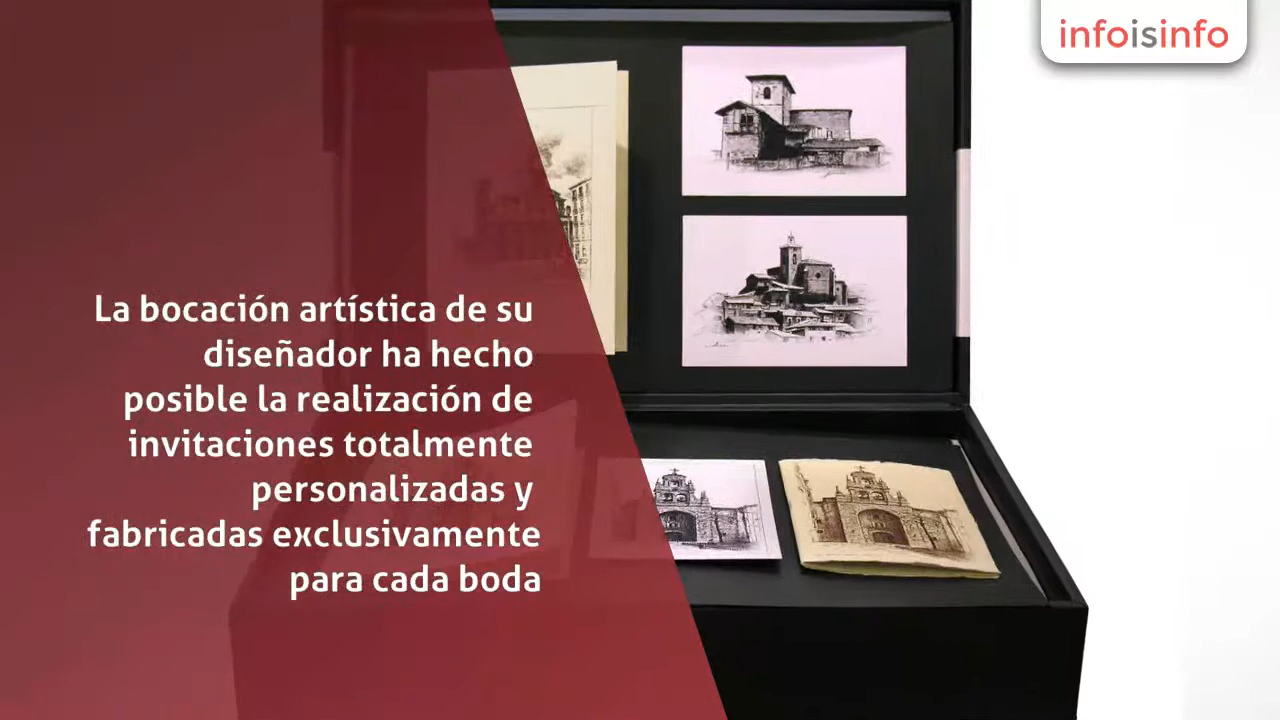 infoisinfo
La bocación artística de su
diseñador ha hecho
posible la realización de
invitaciones totalmente
personalizadas y
fabricadas exclusivamente
para cada boda